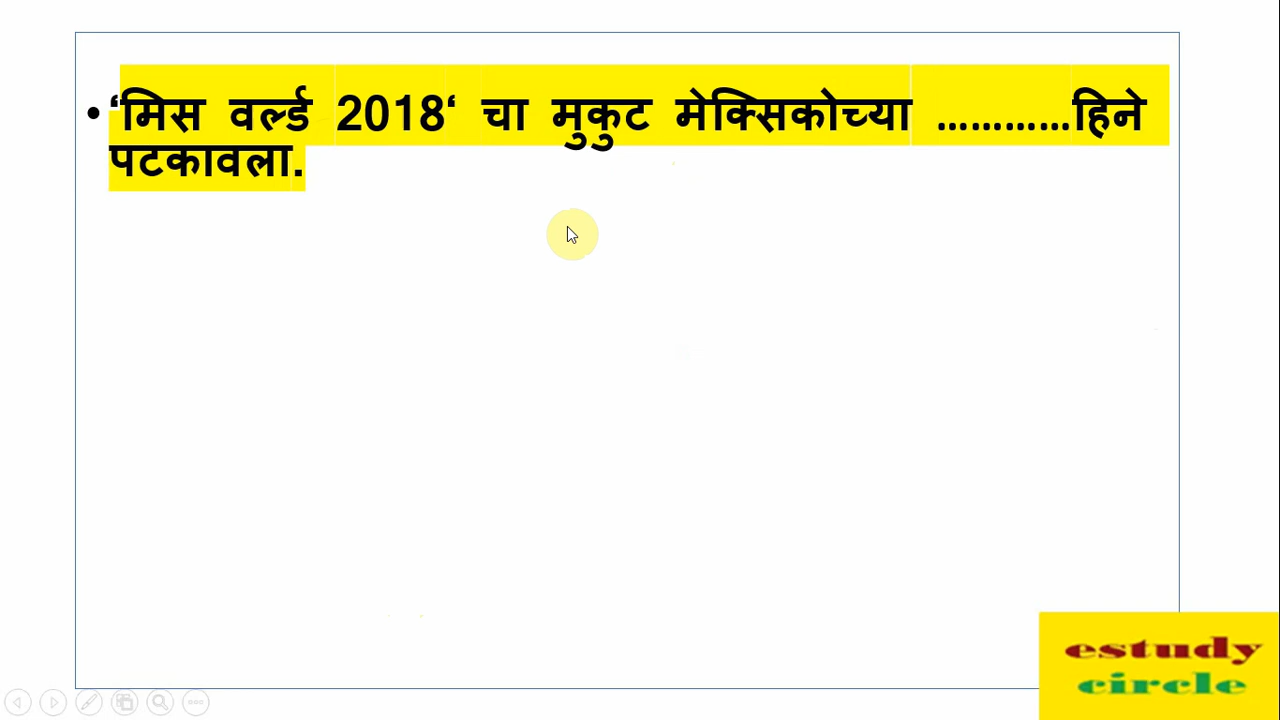 • ‘मिस वर्ल्ड 2018‘ चा मुकुट मेक्सिकोच्या …………हिने
पटकावला.
estudy
circle